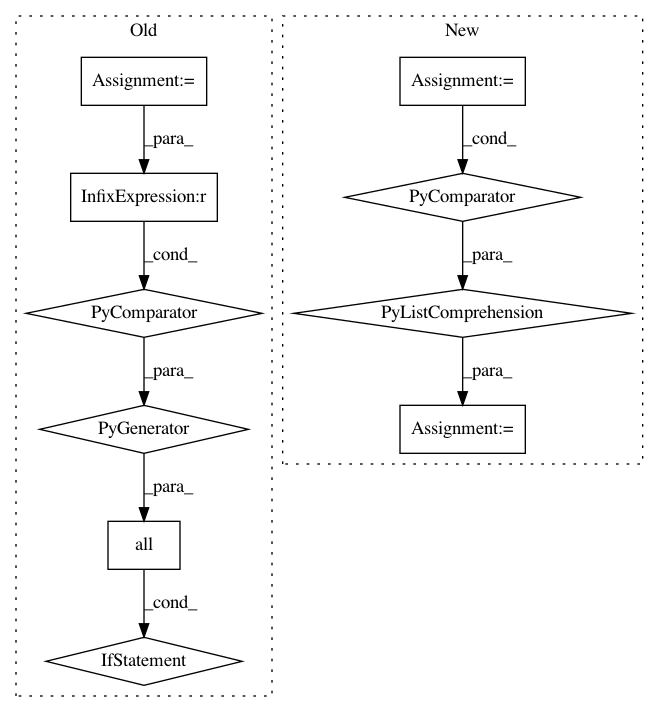 Old
Assignment:=
_para_
InfixExpression:r
_cond_
PyComparator
_para_
PyGenerator
_para_
all
_cond_
IfStatement
New
Assignment:=
_cond_
PyComparator
_para_
PyListComprehension
_para_
Assignment:=